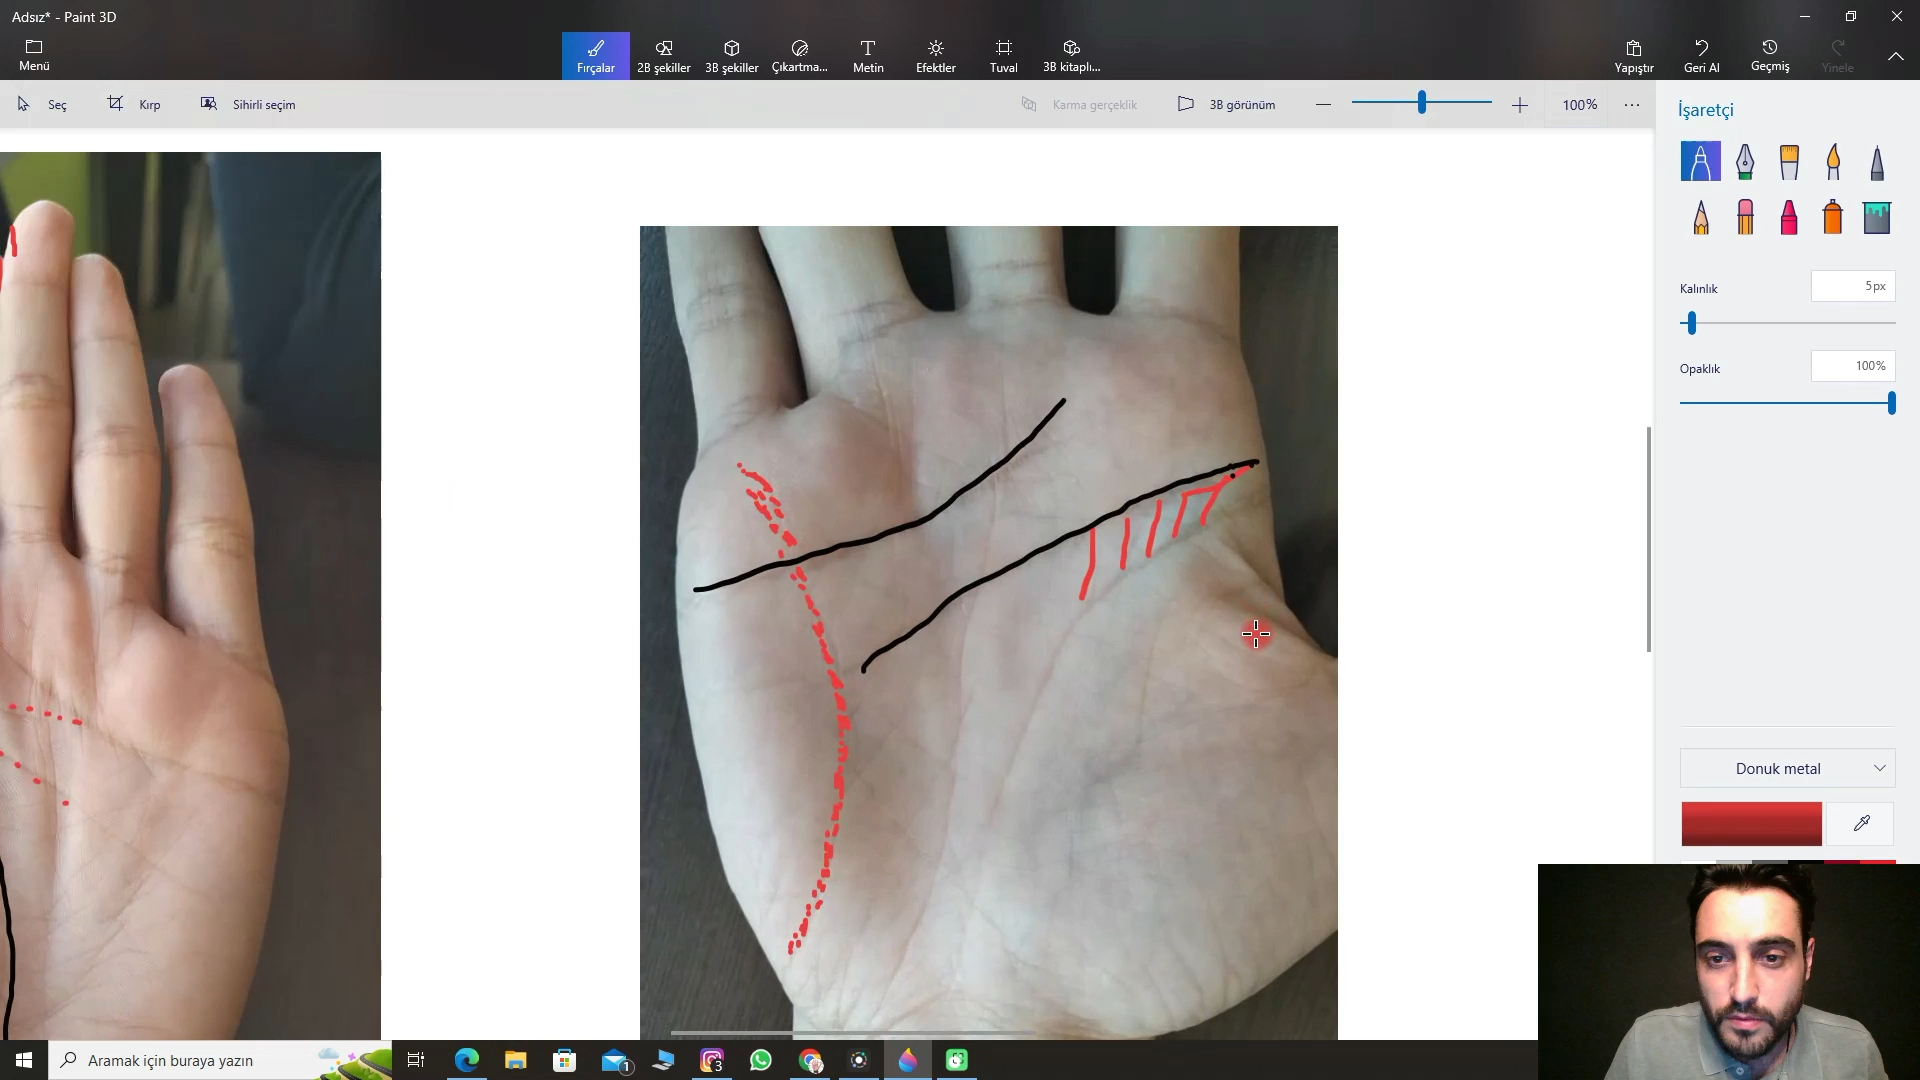 Adsız* - Paint 3D
Menü
Fırçalar
2B şekiller
3B şekiller
Çıkartma...
Metin
Efektler
Tuval
3B kitaplı...
Yapıştır
Geri Al
Geçmiş
Yinele
Seç
Kırp
Sihirli seçim
Karma gerçeklik
3B görünüm
100%
İşaretçi
Kalınlık
5px
Opaklık
100%
Donuk metal
Aramak için buraya yazın
1
3